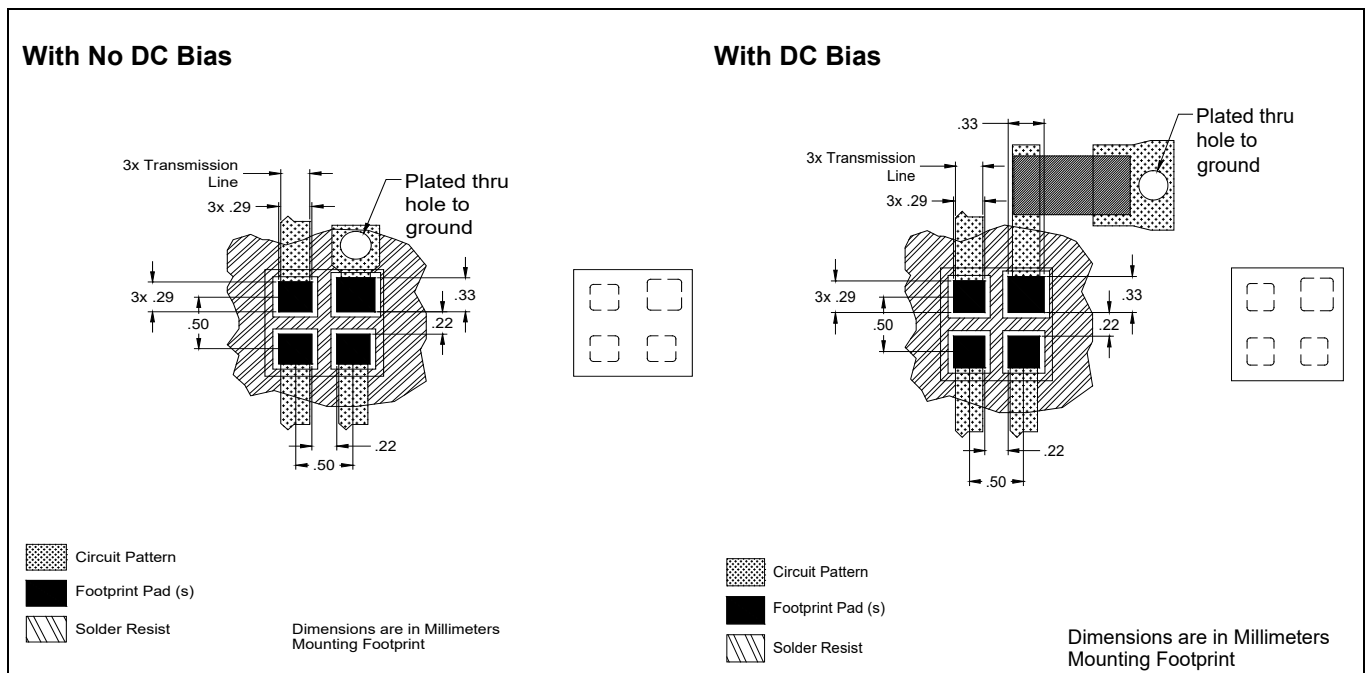 With No DC Bias
3x Transmission
Line
3x .29
Plated thru
hole to
ground
3x .29
.50
.33
.22
.22
.50
Circuit Pattern
Footprint Pad (s)
Solder Resist
Dimensions are in Millimeters
Mounting Footprint
With DC Bias
.33
Plated thru
hole to
ground
3x Transmission
Line
3x .29
3x .29
.50
.33
.22
.22
.50
Circuit Pattern
Footprint Pad (s)
Solder Resist
Dimensions are in Millimeters
Mounting Footprint